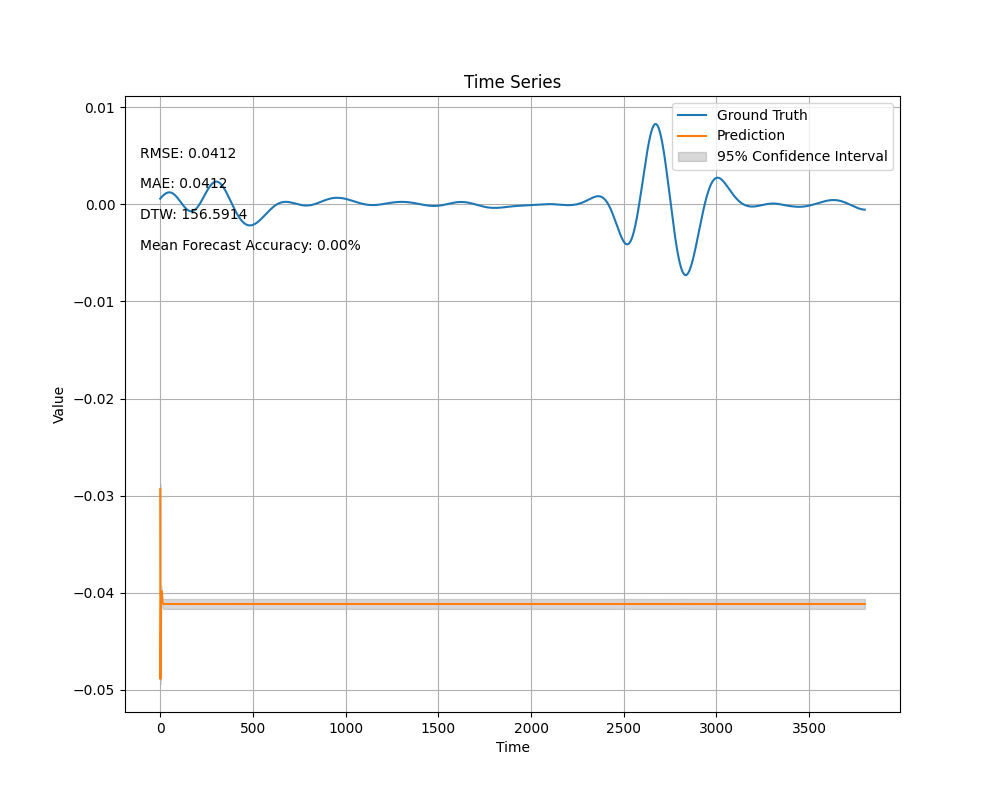 Time Series
Ground Truth
Prediction
95% Confidence Interval
RMSE: 0.0412
MAE: 0.0412
DTW: 156.5914
Mean Forecast Accuracy: 0.00%
0.01
0.00
−0.01
−0.02
−0.03
−0.04
−0.05
Value
0 500 1000 1500 2000 2500 3000 3500
Time